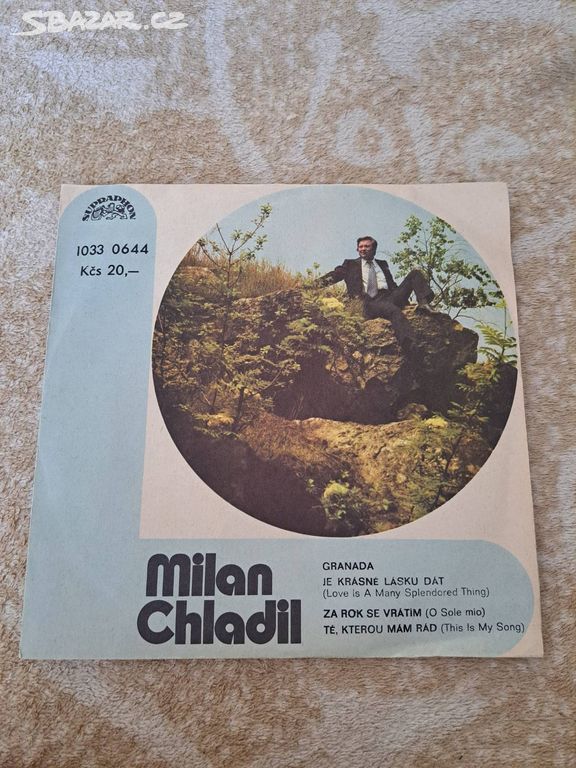 SBAZAR.CZ
SUPRAPHON
1033 0644
Kčs 20,—
Milan
Chladil
GRANADA
JE KRÁSNÉ LÁSKU DÁT
(Love is A Many Splendored Thing)
ZA ROK SE VRÁTÍM (O Sole mio)
TÉ, KTEROU MÁM RÁD (This Is My Song)